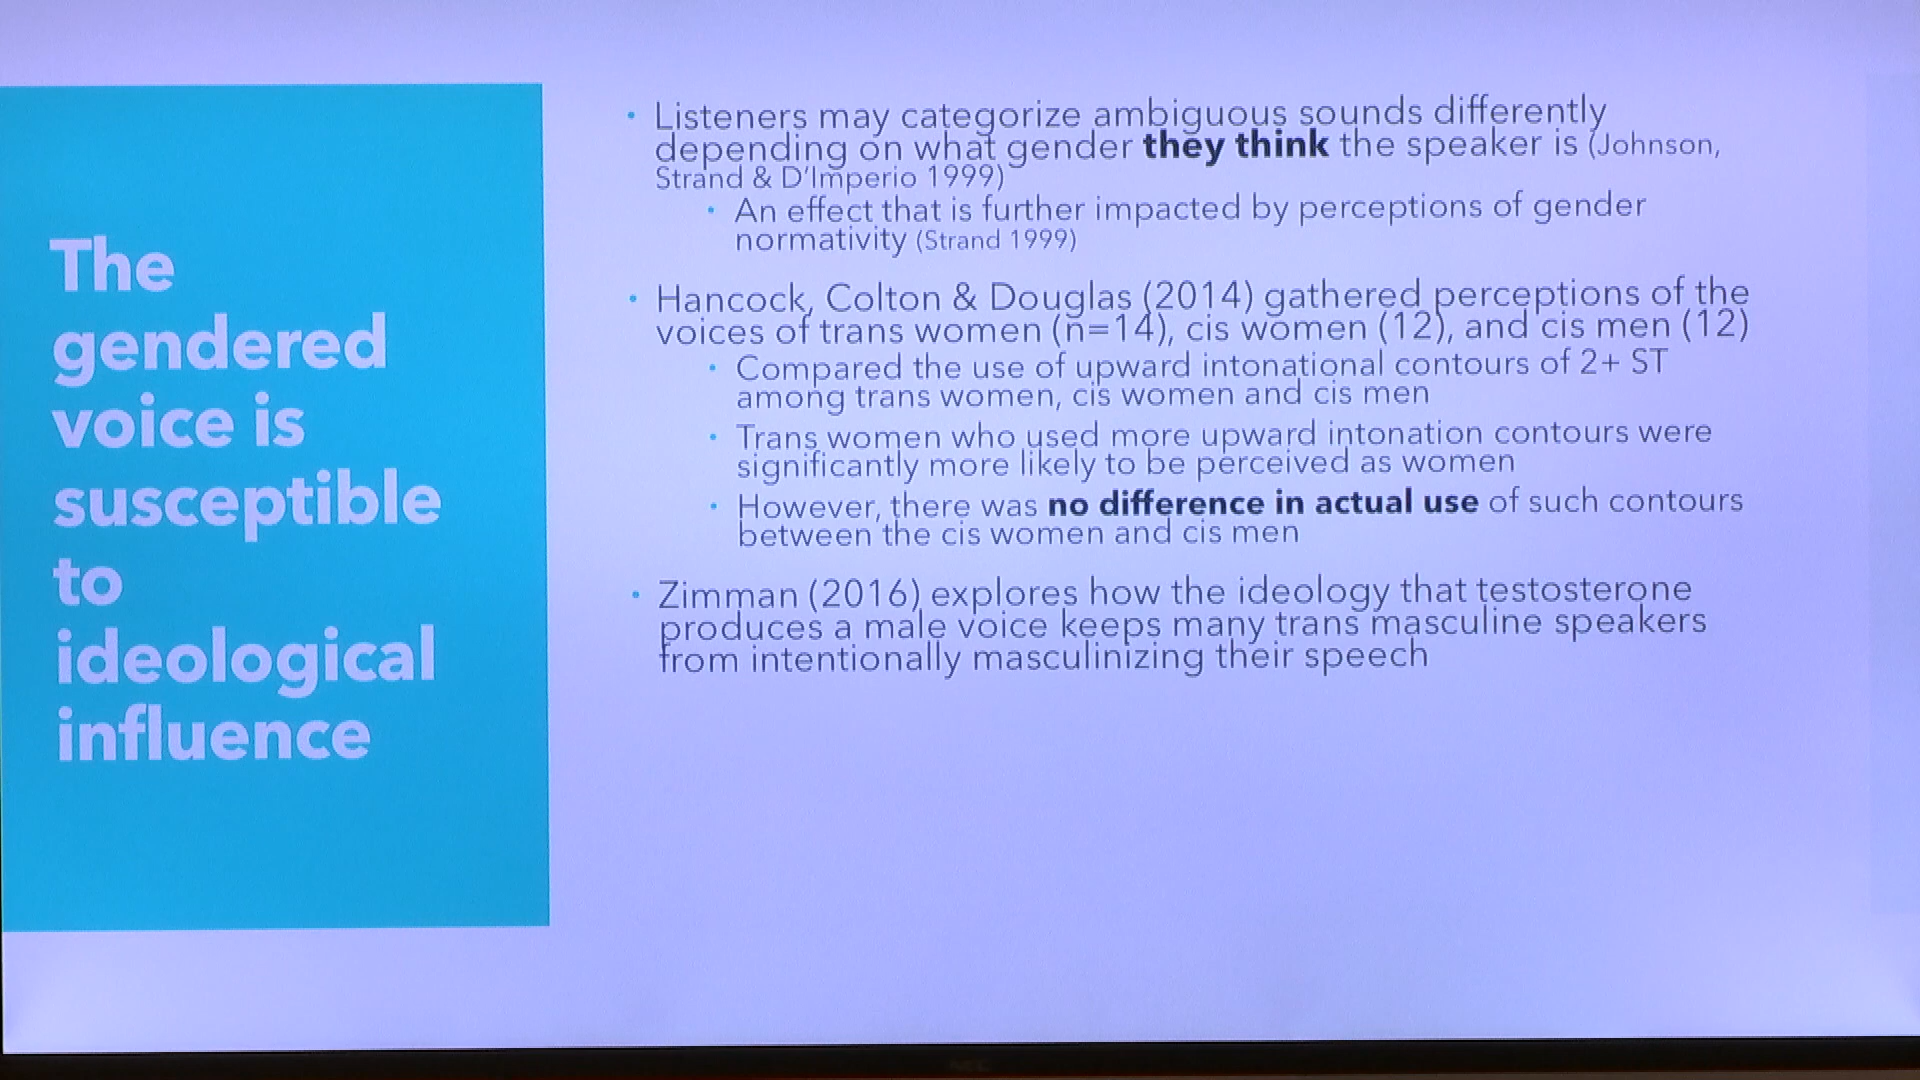 The
gendered
voice is
susceptible
to
ideological
influence
• Listeners may categorize ambiguous sounds differently
depending on what gender they think the speaker is (Johnson,
Strand & D'Imperio 1999)
• An effect that is further impacted by perceptions of gender
normativity (Strand 1999)
• Hancock, Colton & Douglas (2014) gathered perceptions of the
voices of trans women (n=14), cis women (12), and cis men (12)
• Compared the use of upward intonational contours of 2+ ST
among trans women, cis women and cis men
• Trans women who used more upward intonation contours were
significantly more likely to be perceived as women
• However, there was no difference in actual use of such contours
between the cis women and cis men
• Zimman (2016) explores how the ideology that testosterone
produces a male voice keeps many trans masculine speakers
from intentionally masculinizing their speech